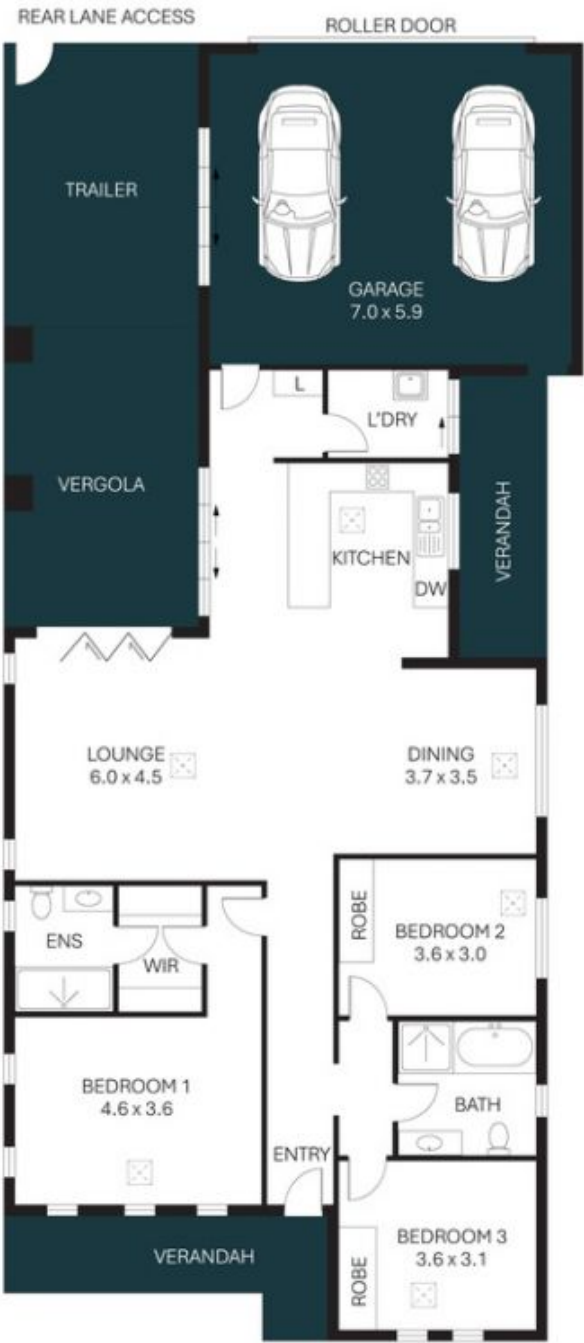 REAR LANE ACCESS
ROLLER DOOR
TRAILER
GARAGE
7.0 x 5.9
L
L'DRY
VERGOLA
KITCHEN
VERANDAH
DW
LOUNGE
6.0 x 4.5
DINING
3.7 x 3.5
ENS
WIR
ROBE
BEDROOM 2
3.6 x 3.0
BEDROOM 1
4.6 x 3.6
BATH
ENTRY
VERANDAH
ROBE
BEDROOM 3
3.6 x 3.1